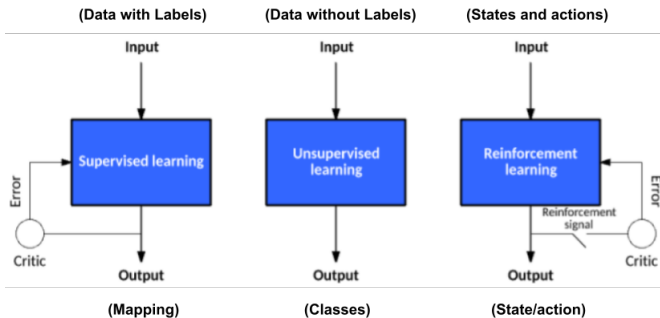 (Data with Labels)
(Data without Labels)
(States and actions)
Input
Input
Input
Supervised learning
Unsupervised
learning
Reinforcement
learning
Error
Error
Reinforcement
signal
Critic
Critic
Output
Output
Output
(Mapping)
(Classes)
(State/action)